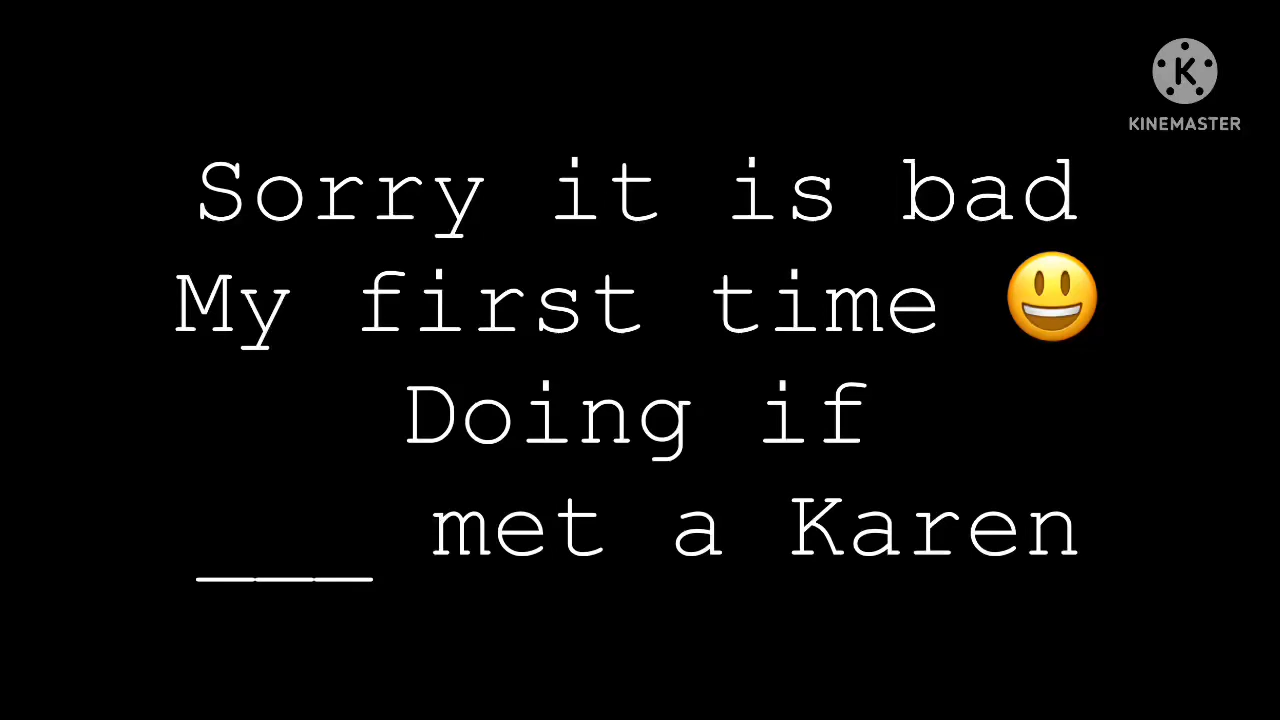 KINEMASTER
Sorry it is bad
My first time 😃
Doing if
___ met a Karen